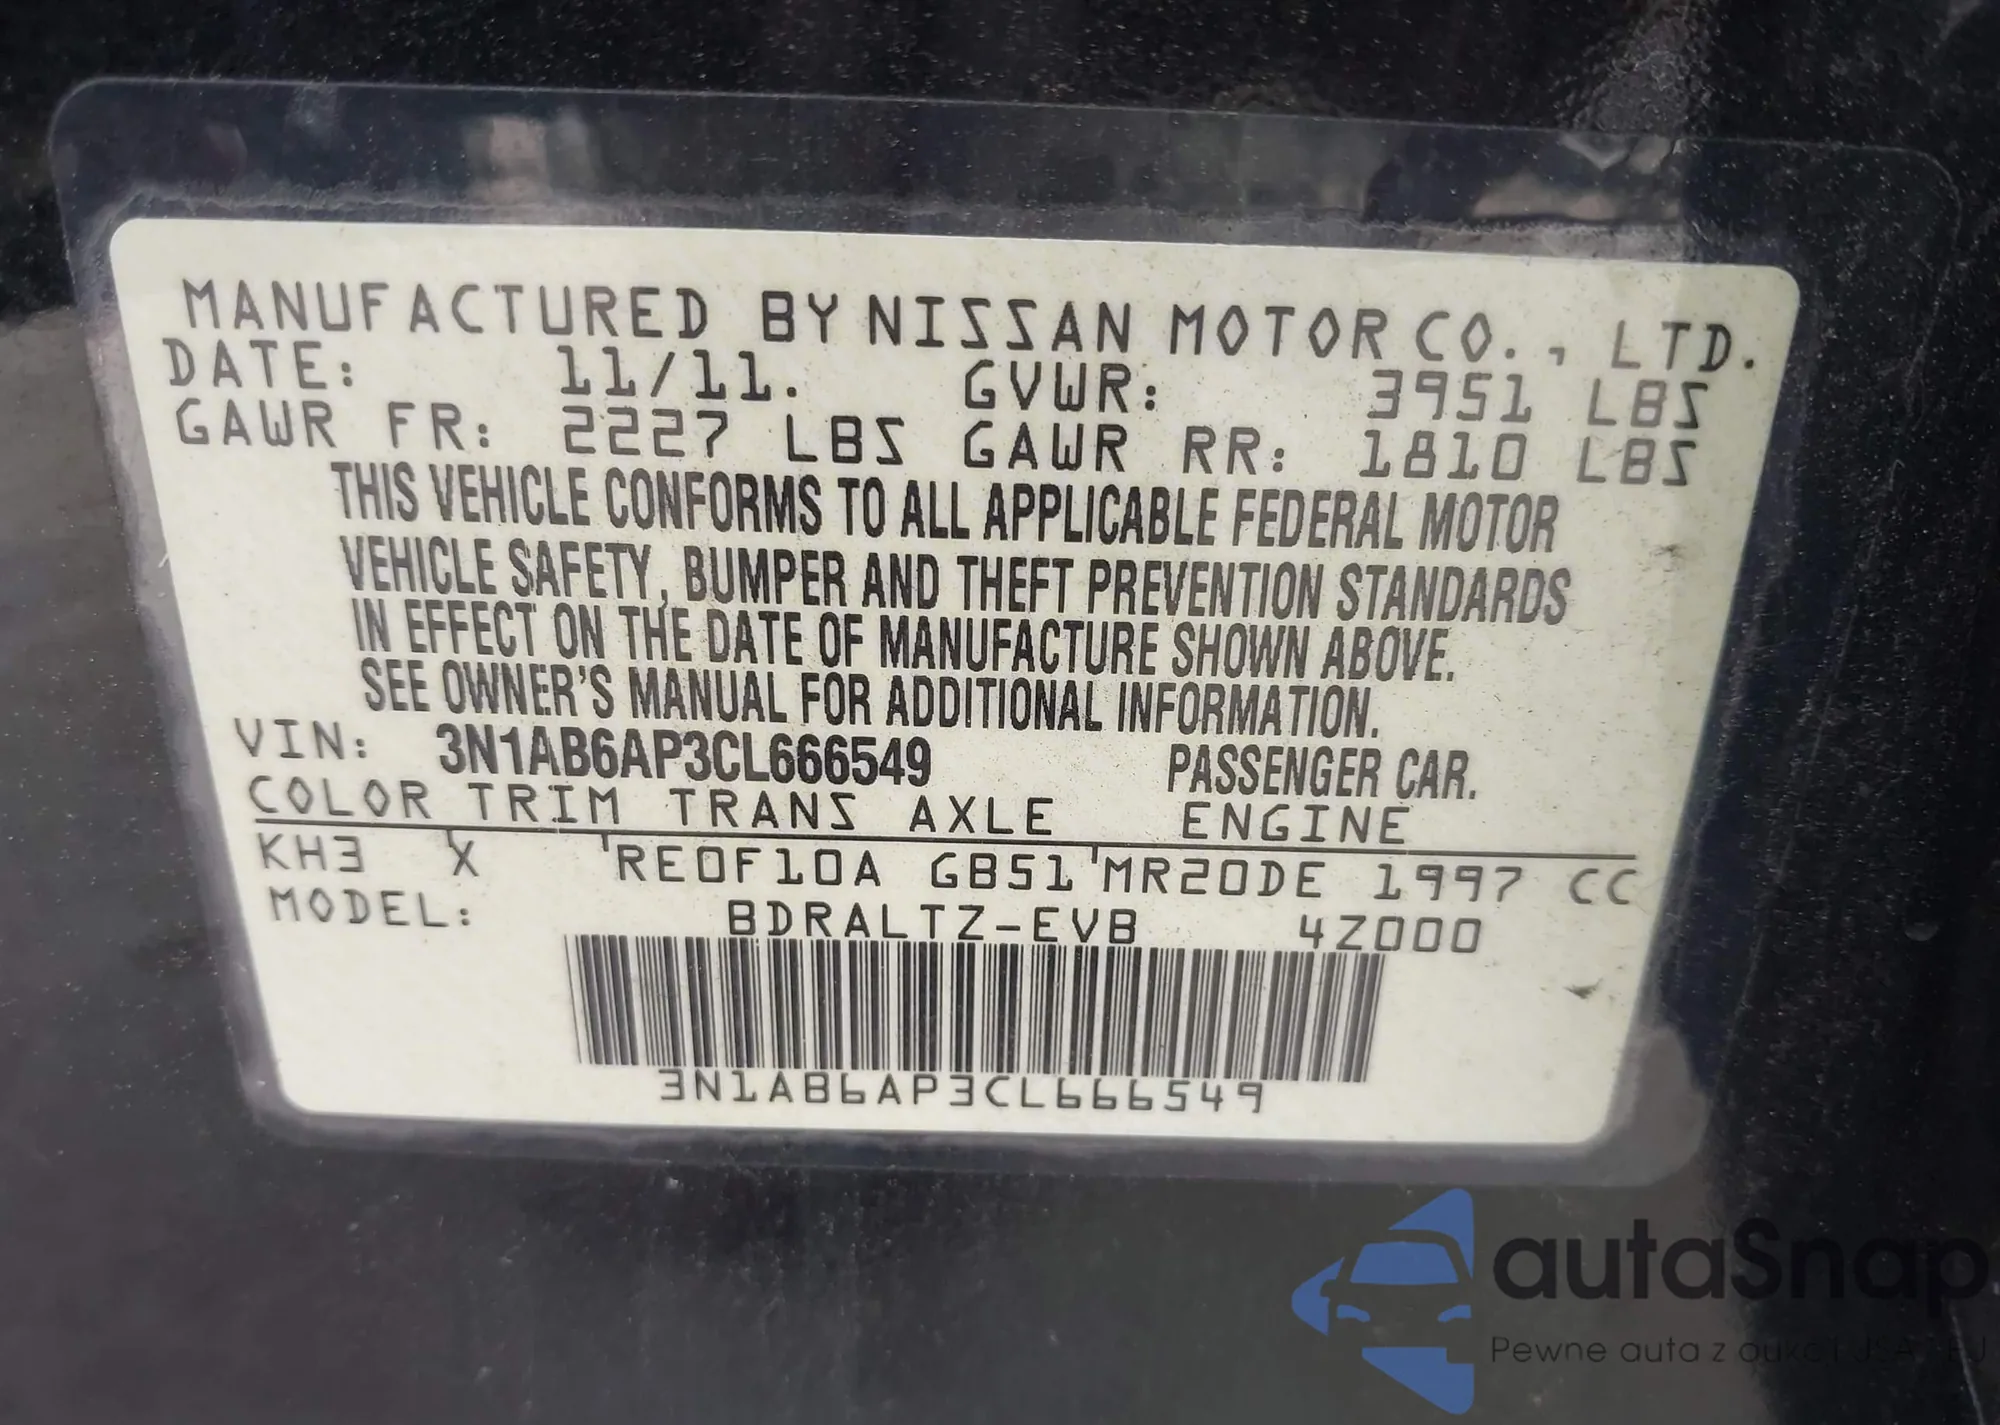 MANUFACTURED BY NISSAN MOTOR CO., LTD.
DATE: 11/11. GVWR: 3951 LBS
GAWR FR: 2227 LBS GAWR RR: 1810 LBS
THIS VEHICLE CONFORMS TO ALL APPLICABLE FEDERAL MOTOR
VEHICLE SAFETY, BUMPER AND THEFT PREVENTION STANDARDS
IN EFFECT ON THE DATE OF MANUFACTURE SHOWN ABOVE.
SEE OWNER'S MANUAL FOR ADDITIONAL INFORMATION.
VIN: 3N1AB6AP3CL666549 PASSENGER CAR.
COLOR TRIM TRANS AXLE ENGINE
KH3 X RE0F10A GB51 MR20DE 1997 CC
MODEL: BDRALTZ-EVB 4Z000
3N1AB6AP3CL666549
autaSnap
Pewne auta z aukcji